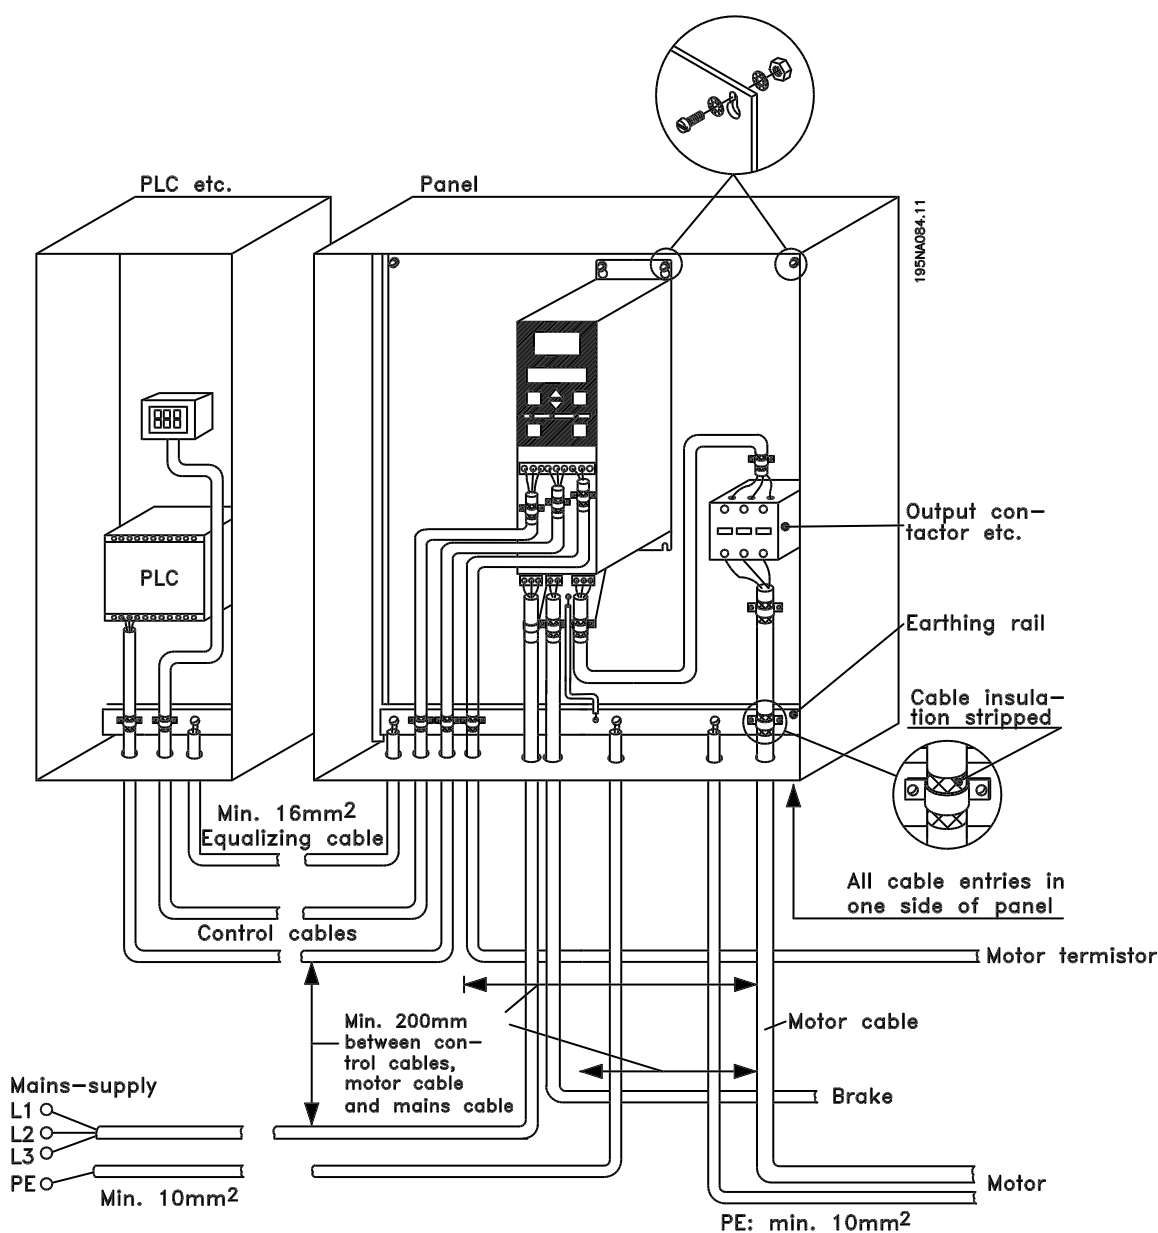 PLC etc.
Panel
195NA084.11
PLC
Output con-
tactor etc.
Earthing rail
Cable insula-
tion stripped
Min. 16mm2
Equalizing cable
All cable entries in
one side of panel
Control cables
Motor termistor
Min. 200mm
between con-
trol cables,
motor cable
and mains cable
Motor cable
Mains-supply
L1
L2
L3
PE
Brake
Min. 10mm2
Motor
PE: min. 10mm2